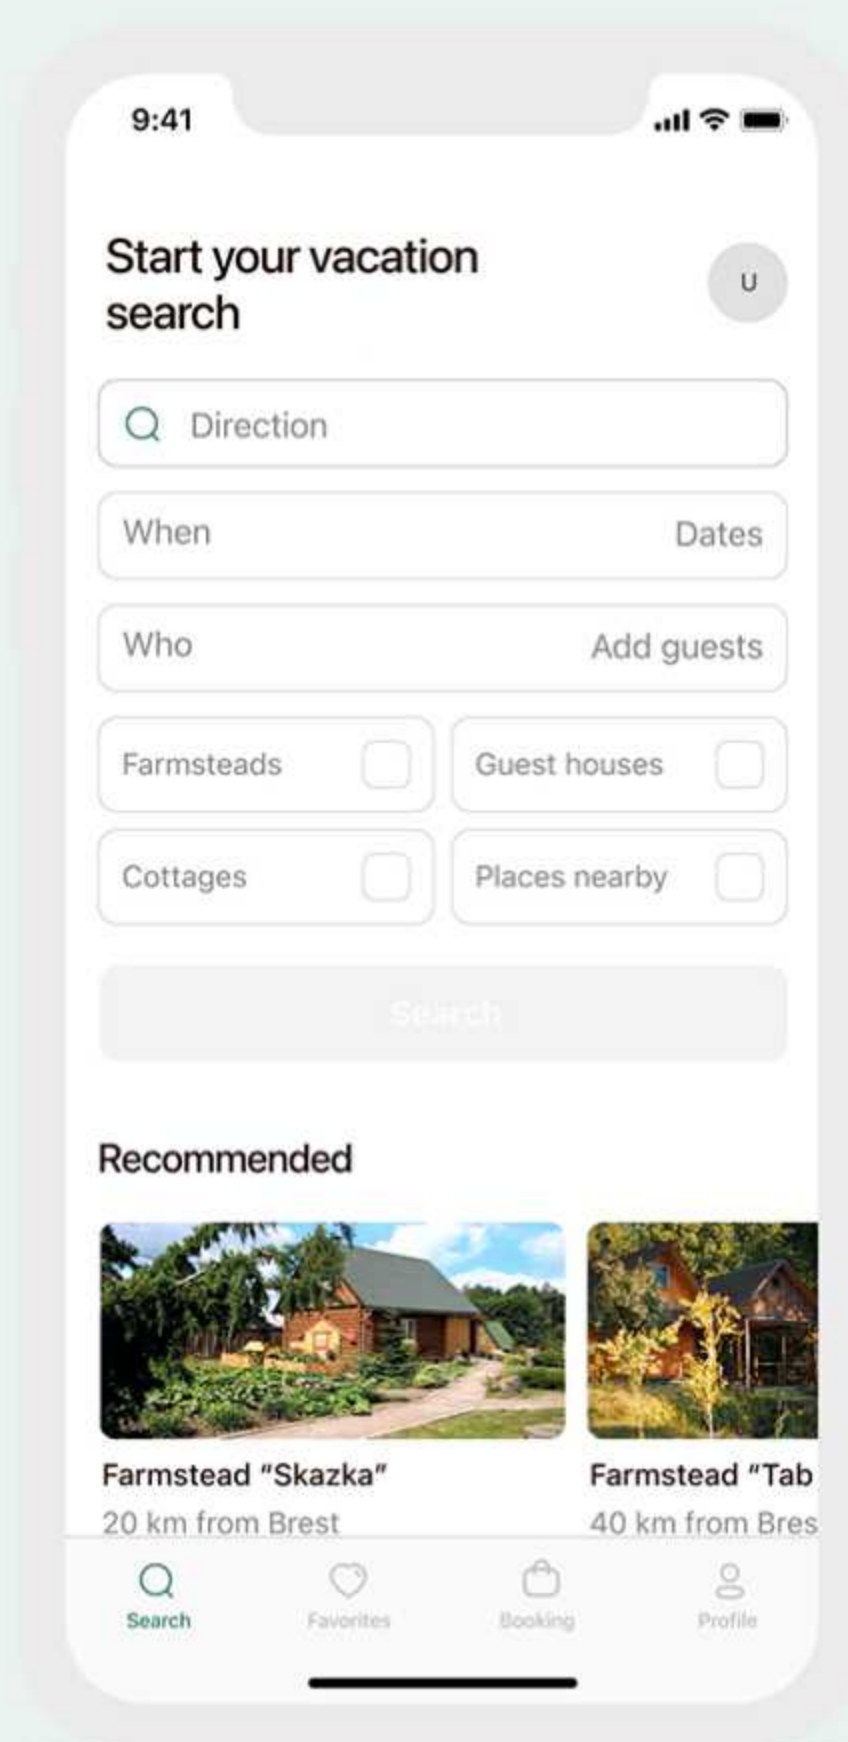 9:41
Start your vacation
search
U
Direction
When
Dates
Who
Add guests
Farmsteads
Guest houses
Cottages
Places nearby
Search
Recommended
Farmstead “Skazka”
Farmstead “Tab
20 km from Brest
40 km from Bres
Search
Favorites
Booking
Profile